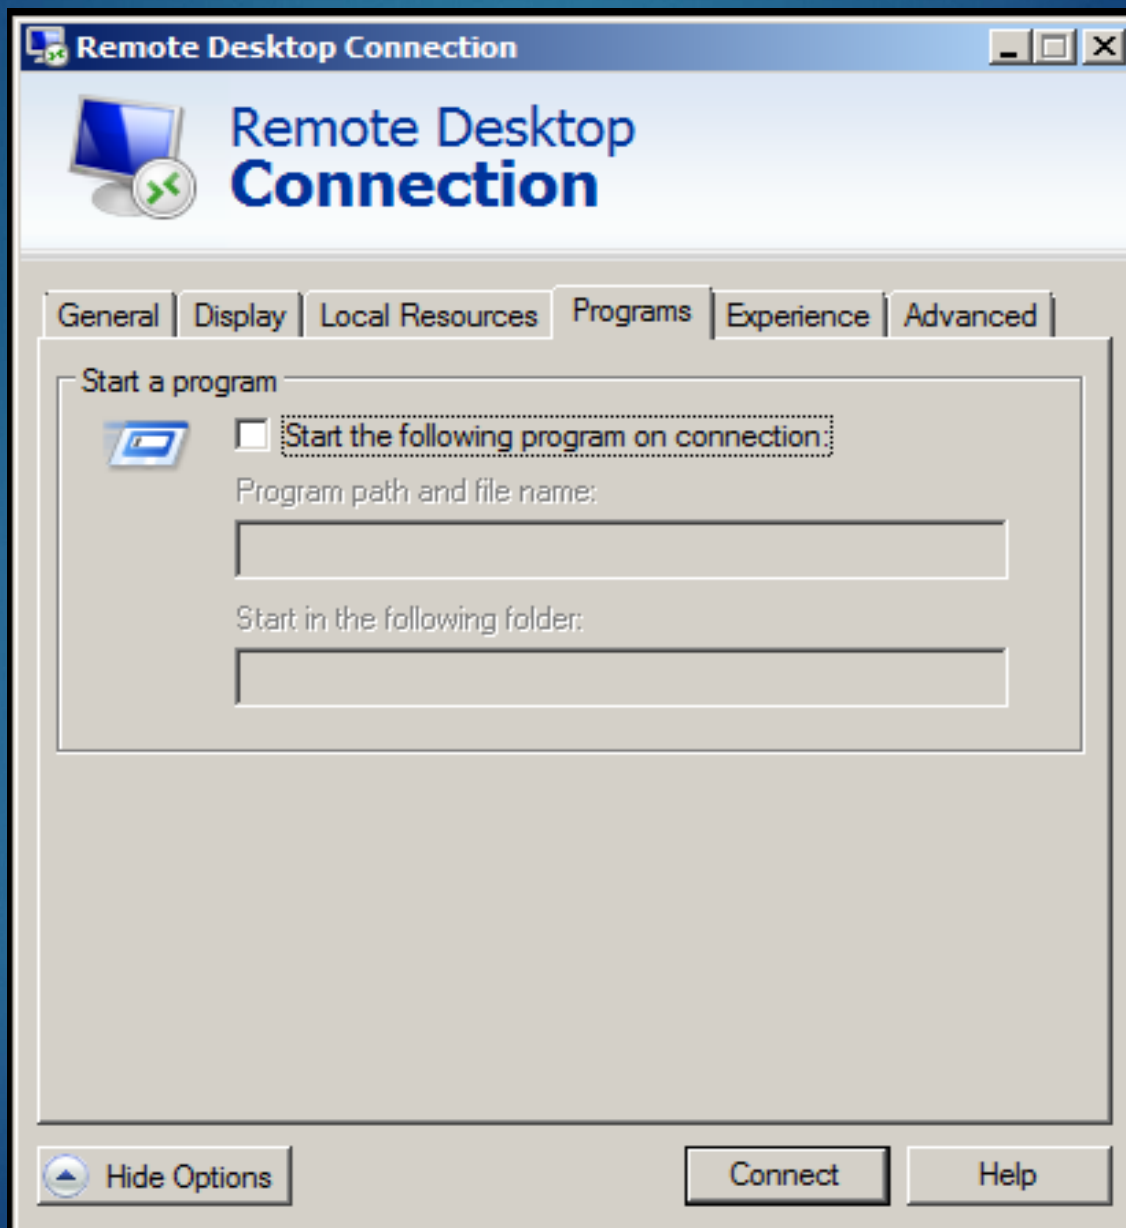 Remote Desktop Connection
Remote Desktop
Connection
General Display Local Resources Programs Experience Advanced
Start a program
Start the following program on connection:
Program path and file name:
Start in the following folder:
Hide Options Connect Help